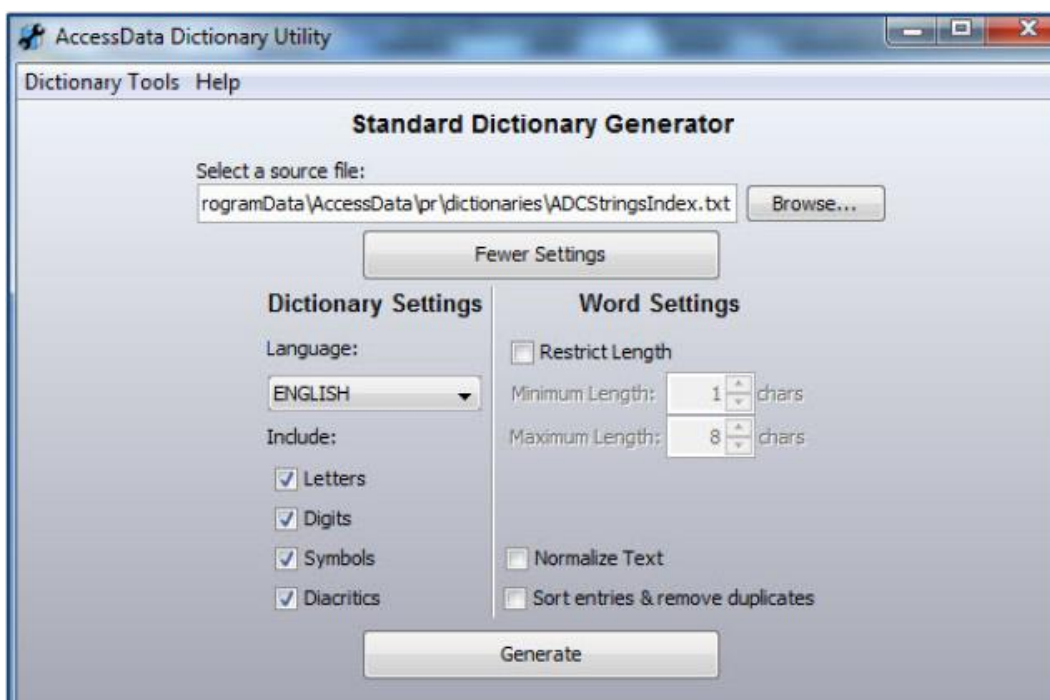 AccessData Dictionary Utility
Dictionary Tools Help
Standard Dictionary Generator
Select a source file:
rogramData\AccessData\pr\dictionaries\ADCStringsIndex.txt Browse...
Fewer Settings
Dictionary Settings Word Settings
Language: Restrict Length
ENGLISH Minimum Length: 1 chars
Include: Maximum Length: 8 chars
Letters
Digits
Symbols Normalize Text
Diacritics Sort entries & remove duplicates
Generate